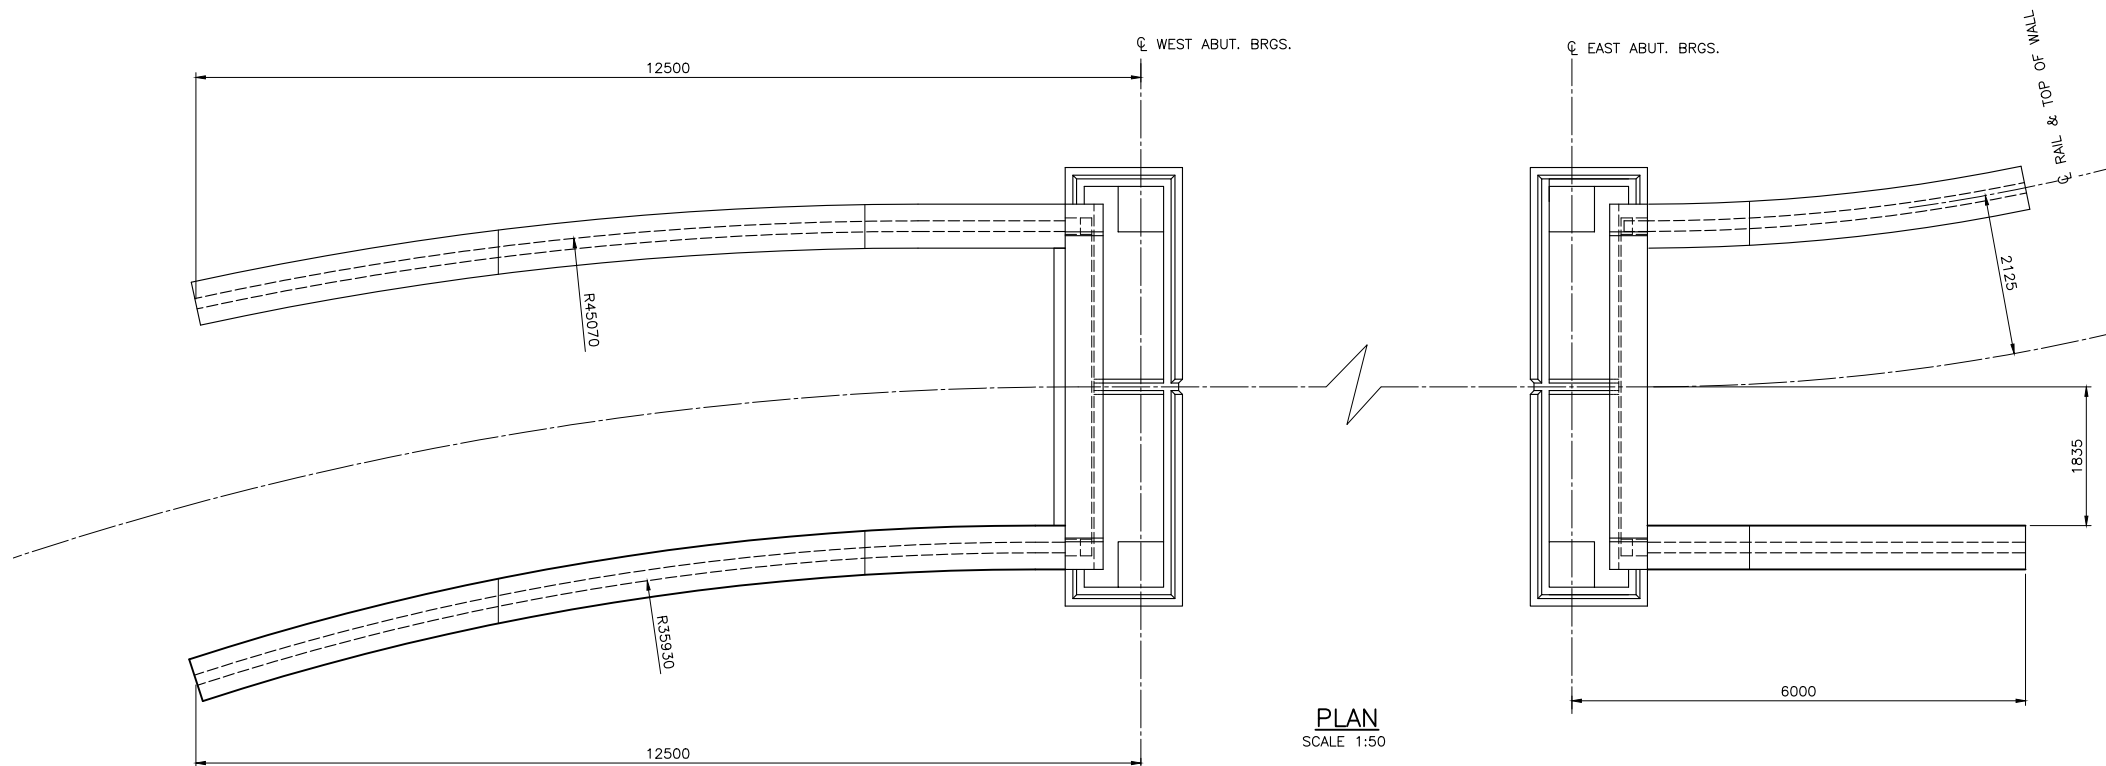 ℄ WEST ABUT. BRGS.
℄ EAST ABUT. BRGS.
℄ RAIL & TOP OF WALL
12500
R45070
2125
1835
R35930
6000
PLAN
SCALE 1:50
12500